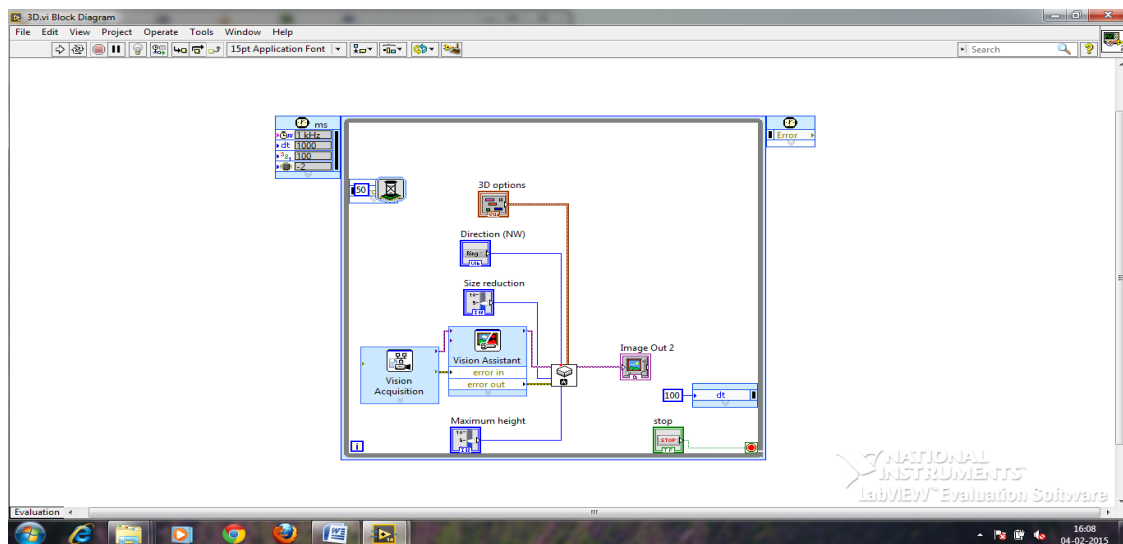 3D.vi Block Diagram
File Edit View Project Operate Tools Window Help
15pt Application Font
Search
ms
1 kHz
dt 1000
100
-2
Error
50
3D options
Direction (NW)
Ring
Size reduction
Vision Assistant
error in
error out
Vision
Acquisition
Image Out 2
100
dt
Maximum height
stop
STOP
i
NATIONAL
INSTRUMENTS™
LabVIEW™ Evaluation Software
Evaluation
16:08
04-02-2015